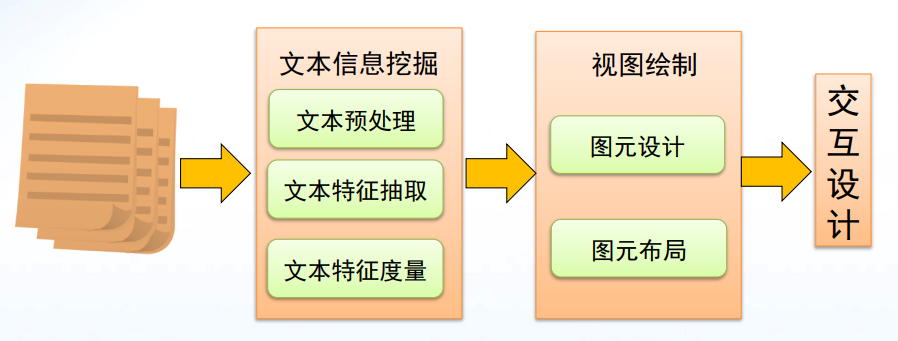 文本信息挖掘
文本预处理
文本特征抽取
文本特征度量
视图绘制
图元设计
图元布局
交互设计